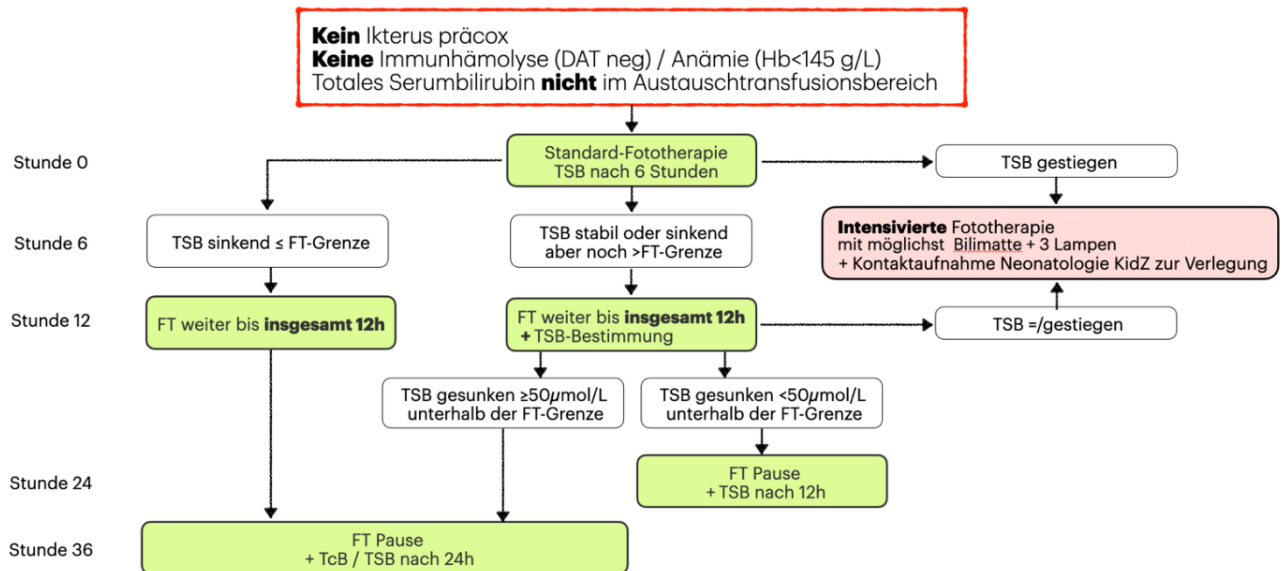 Kein Ikterus präcox
Keine Immunhämolyse (DAT neg) / Anämie (Hb<145 g/L)
Totales Serumbilirubin nicht im Austauschtransfusionsbereich
Stunde 0
Standard-Fototherapie
TSB nach 6 Stunden
TSB gestiegen
Stunde 6
TSB sinkend ≤ FT-Grenze
TSB stabil oder sinkend
aber noch >FT-Grenze
Intensivierte Fototherapie
mit möglichst Bilimatte + 3 Lampen
+ Kontaktaufnahme Neonatologie KidZ zur Verlegung
Stunde 12
FT weiter bis insgesamt 12h
FT weiter bis insgesamt 12h
+ TSB-Bestimmung
TSB =/gestiegen
TSB gesunken ≥50µmol/L
unterhalb der FT-Grenze
TSB gesunken <50µmol/L
unterhalb der FT-Grenze
Stunde 24
FT Pause
+ TSB nach 12h
Stunde 36
FT Pause
+ TcB / TSB nach 24h